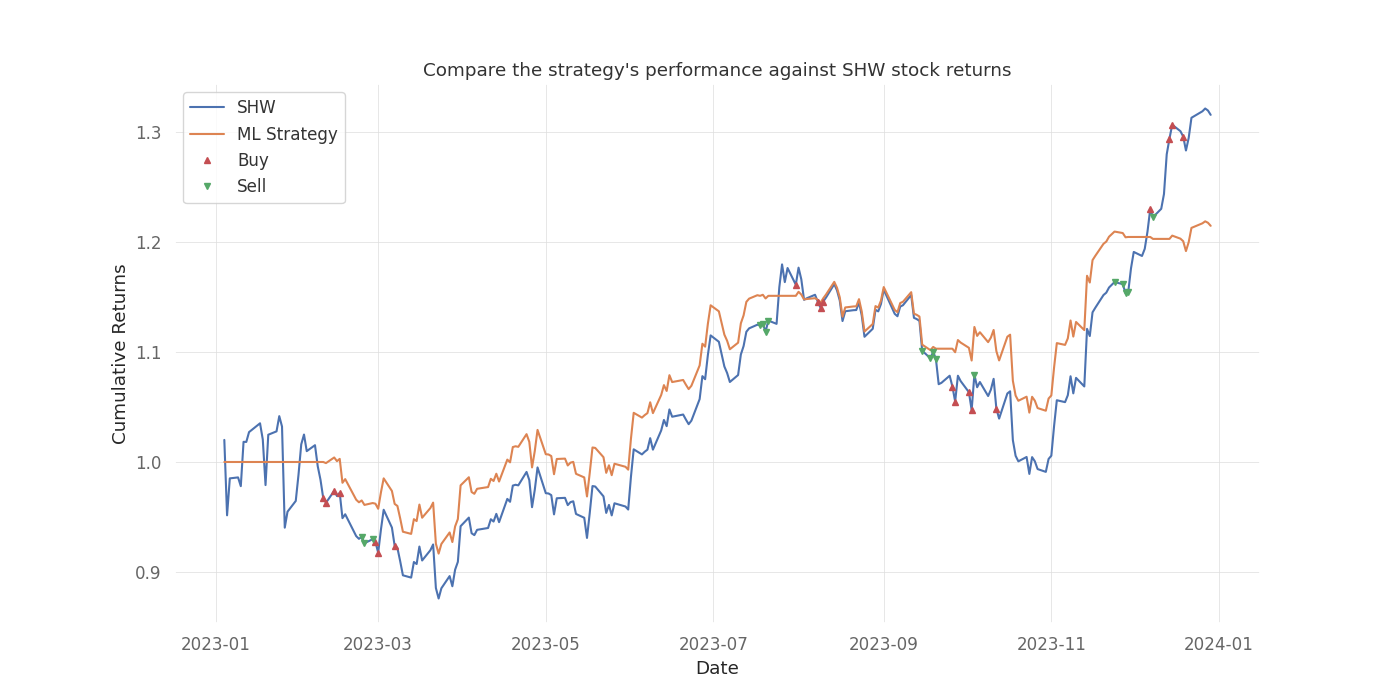 Compare the strategy's performance against SHW stock returns
SHW
ML Strategy
Buy
Sell
Cumulative Returns
1.3
1.2
1.1
1.0
0.9
2023-01 2023-03 2023-05 2023-07 2023-09 2023-11 2024-01
Date